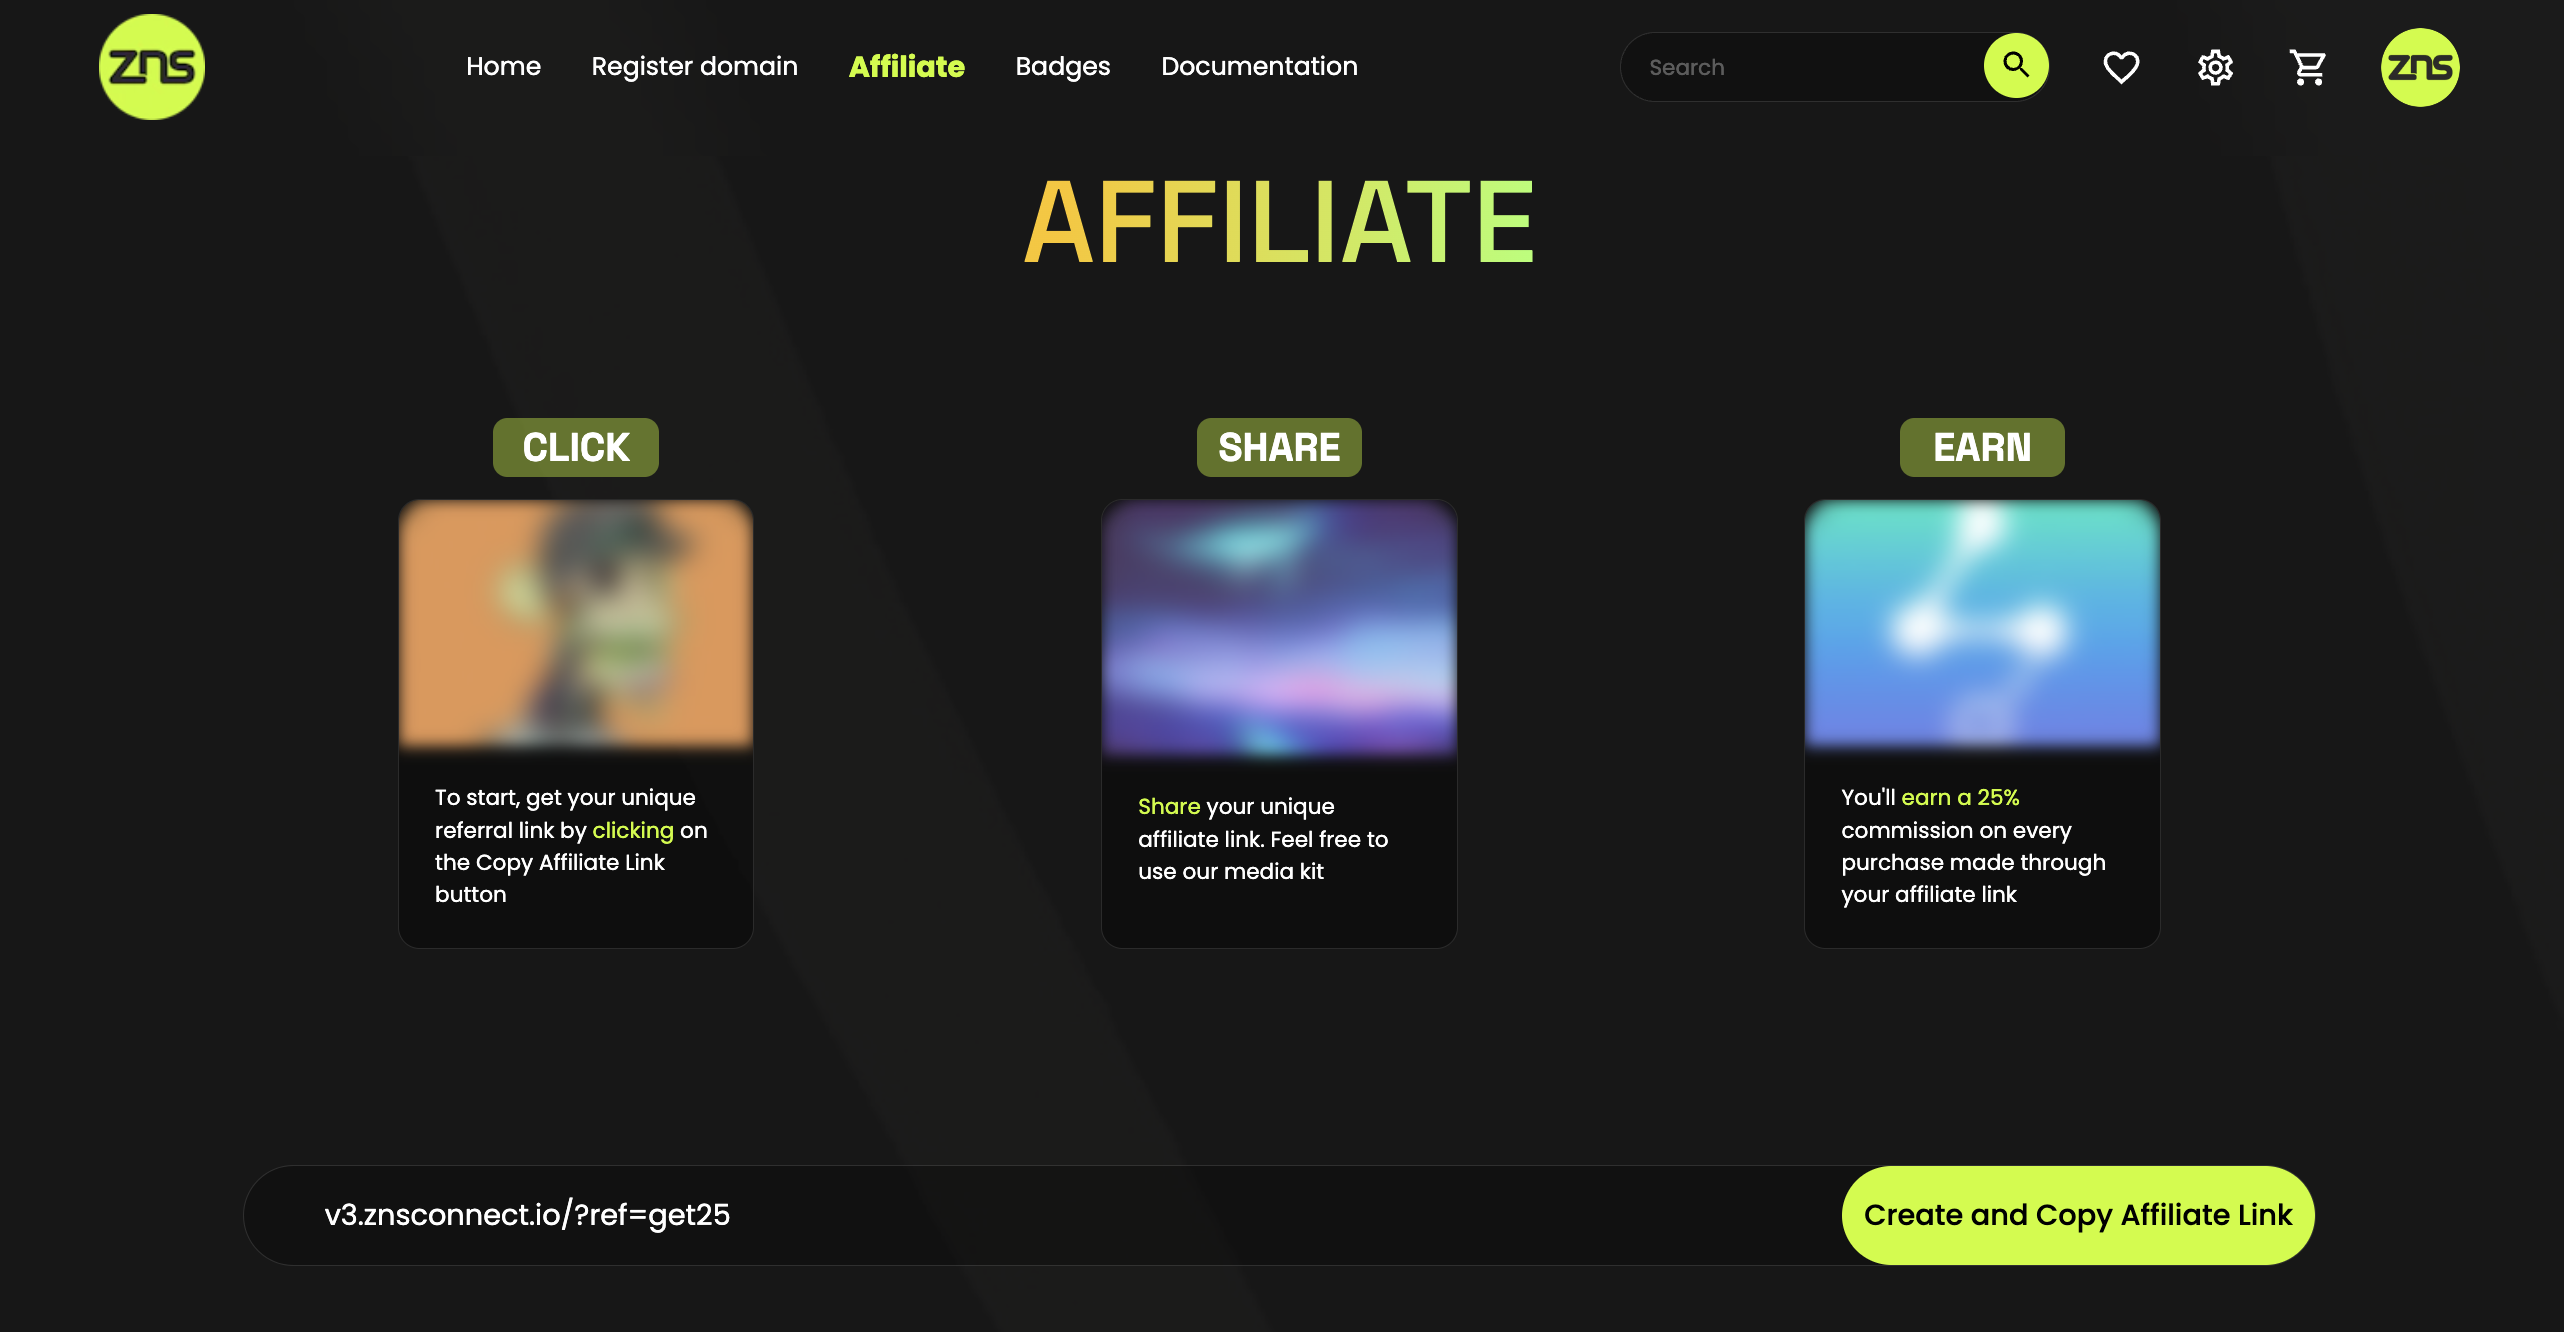 zns
Home
Register domain
Affiliate
Badges
Documentation
Search
zns
AFFILIATE
CLICK
To start, get your unique
referral link by clicking on
the Copy Affiliate Link
button
SHARE
Share your unique
affiliate link. Feel free to
use our media kit
EARN
You'll earn a 25%
commission on every
purchase made through
your affiliate link
v3.znsconnect.io/?ref=get25
Create and Copy Affiliate Link